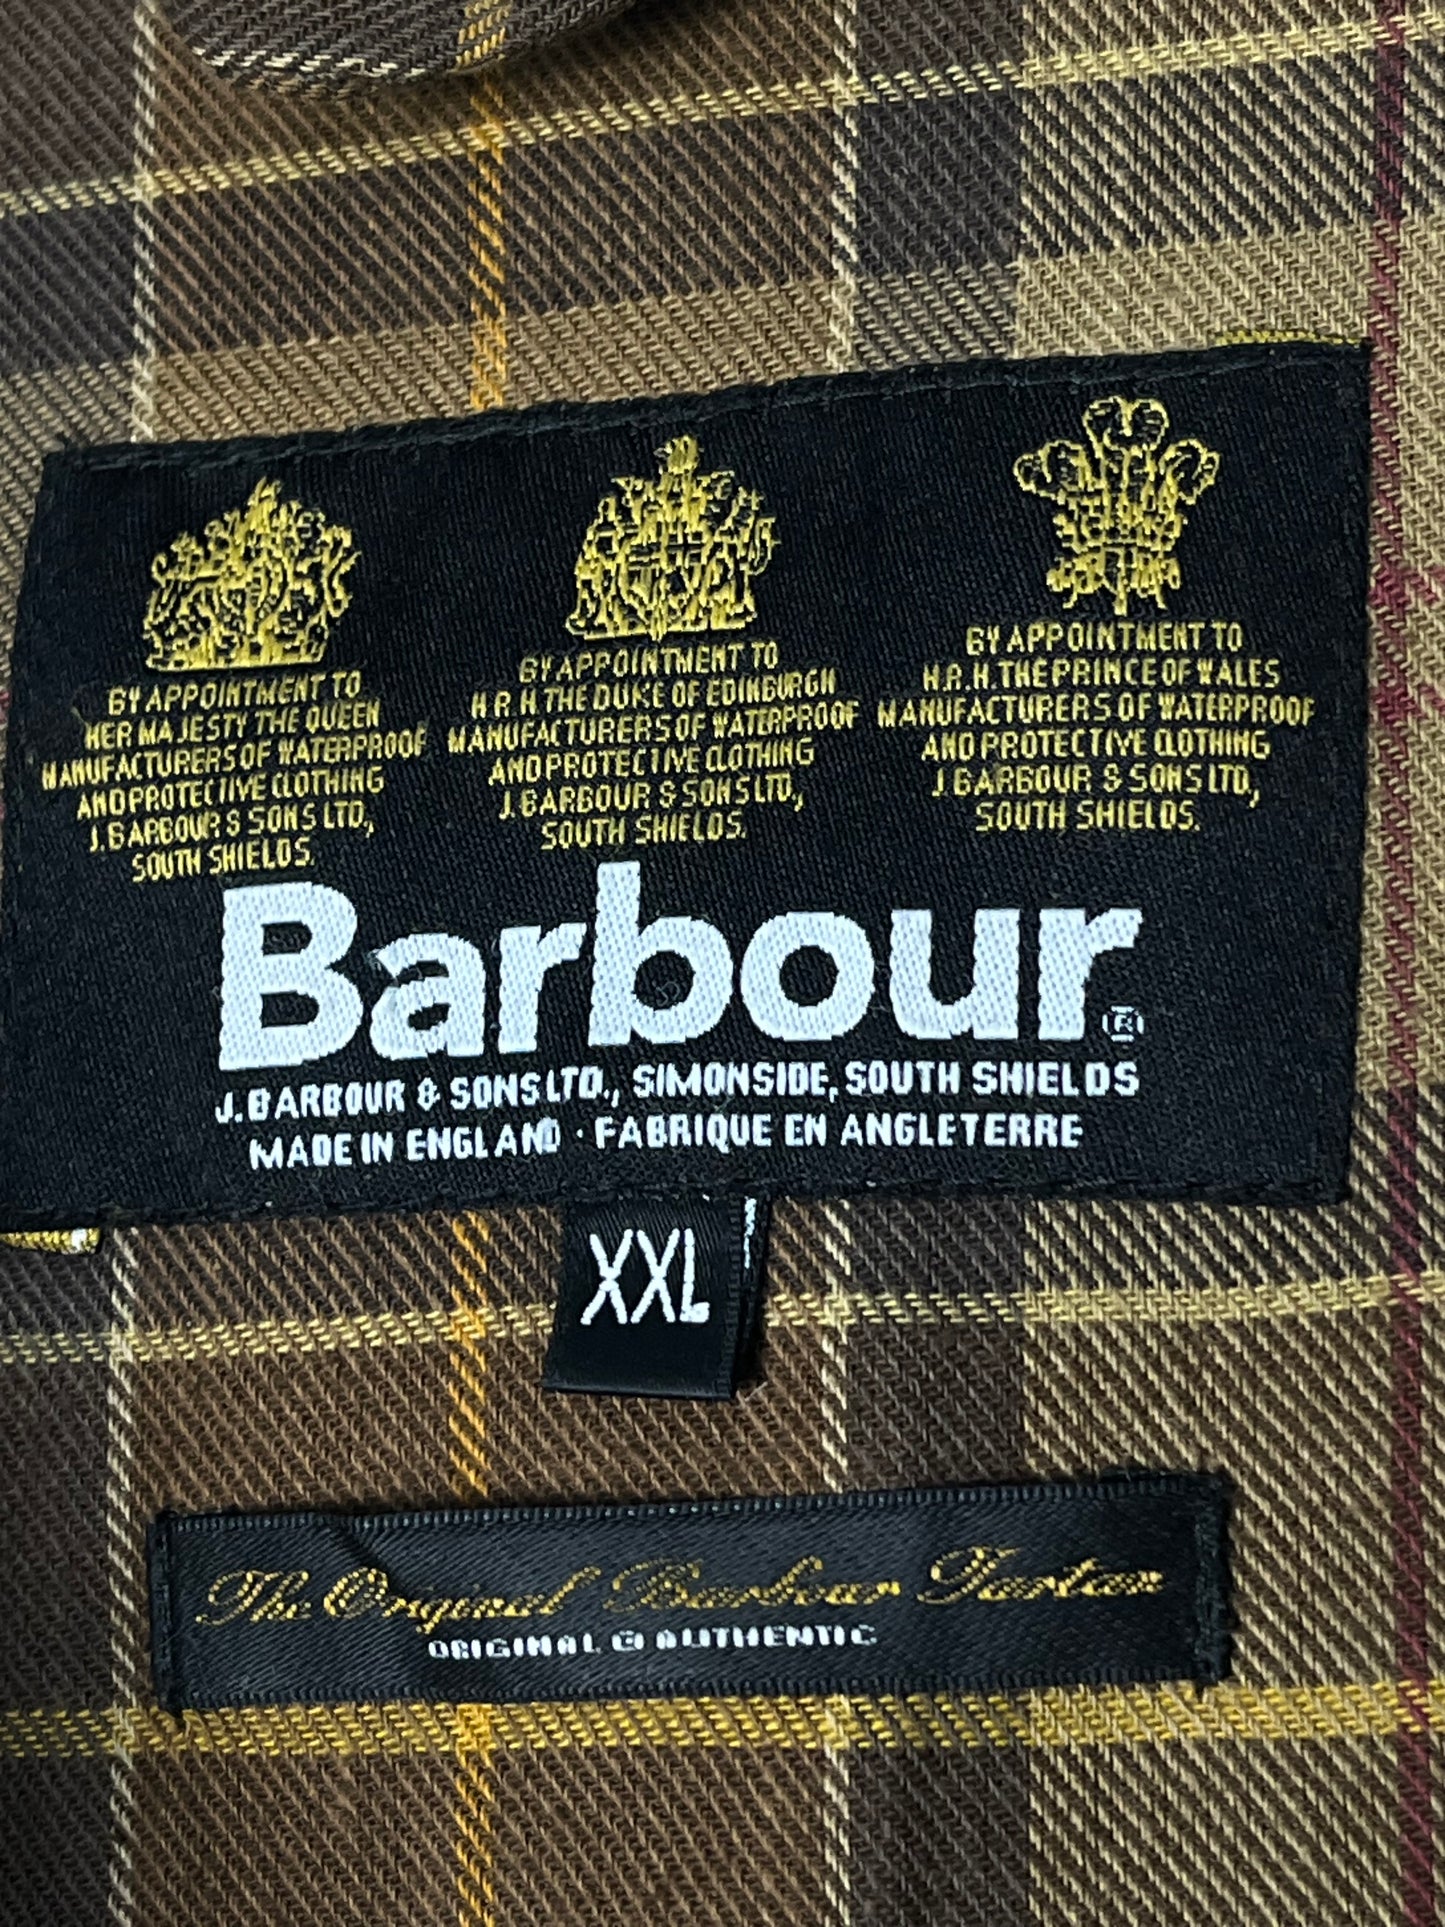 BY APPOINTMENT TO
HER MAJESTY THE QUEEN
MANUFACTURERS OF WATERPROOF
AND PROTECTIVE CLOTHING
J. BARBOUR & SONS LTD,
SOUTH SHIELDS.
BY APPOINTMENT TO
H R H THE DUKE OF EDINBURGH
MANUFACTURERS OF WATERPROOF
AND PROTECTIVE CLOTHING
J. BARBOUR & SONS LTD,
SOUTH SHIELDS.
BY APPOINTMENT TO
H.R.H. THE PRINCE OF WALES
MANUFACTURERS OF WATERPROOF
AND PROTECTIVE CLOTHING
J BARBOUR & SONS LTD,
SOUTH SHIELDS.
Barbour®
J. BARBOUR & SONS LTD., SIMONSIDE, SOUTH SHIELDS
MADE IN ENGLAND · FABRIQUE EN ANGLETERRE
XXL
The Original Barbour Tartan
ORIGINAL & AUTHENTIC